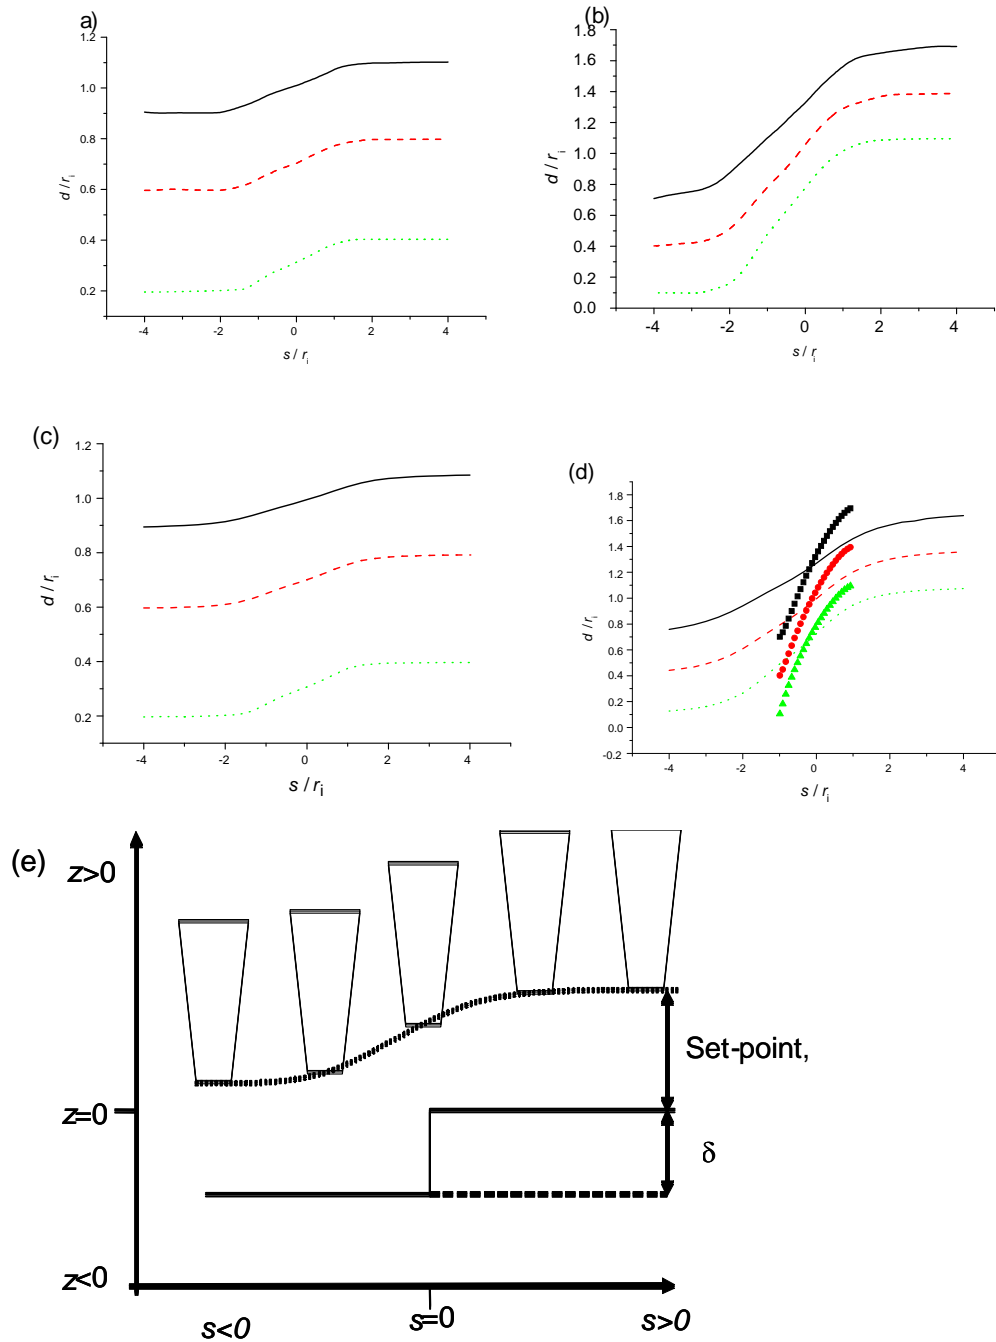 a)
1.2
1.0
0.8
0.6
0.4
0.2
d / rᵢ
-4 -2 0 2 4
s / rᵢ
(b)
1.8
1.6
1.4
1.2
1.0
0.8
0.6
0.4
0.2
0.0
d / rᵢ
-4 -2 0 2 4
s / rᵢ
(c)
1.2
1.0
0.8
0.6
0.4
0.2
d / rᵢ
-4 -2 0 2 4
s / rᵢ
(d)
1.8
1.6
1.4
1.2
1.0
0.8
0.6
0.4
0.2
0.0
-0.2
d / rᵢ
-4 -2 0 2 4
s / rᵢ
(e)
z>0
Set-point,
z=0
δ
z<0
s<0 s=0 s>0